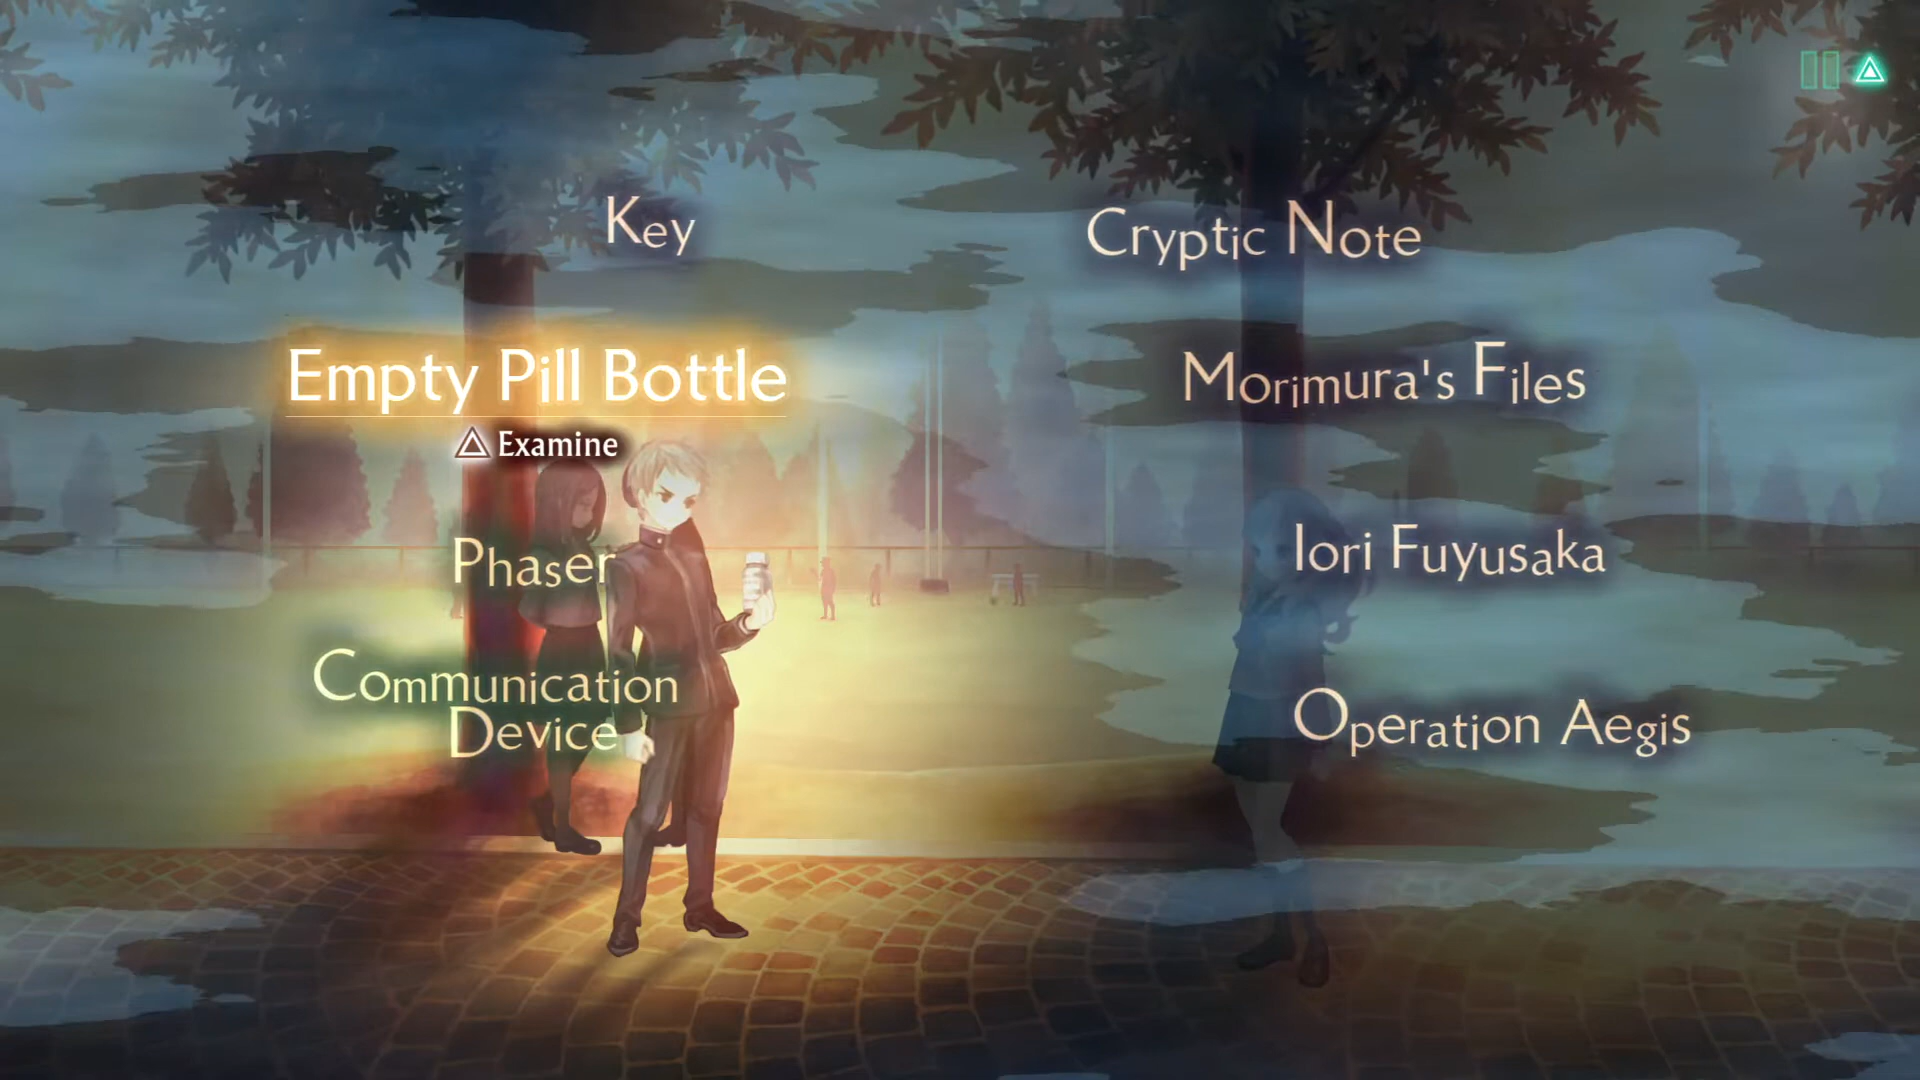 Key
Empty Pill Bottle
Examine
Phaser
Communication
Device
Cryptic Note
Morimura's Files
Iori Fuyusaka
Operation Aegis